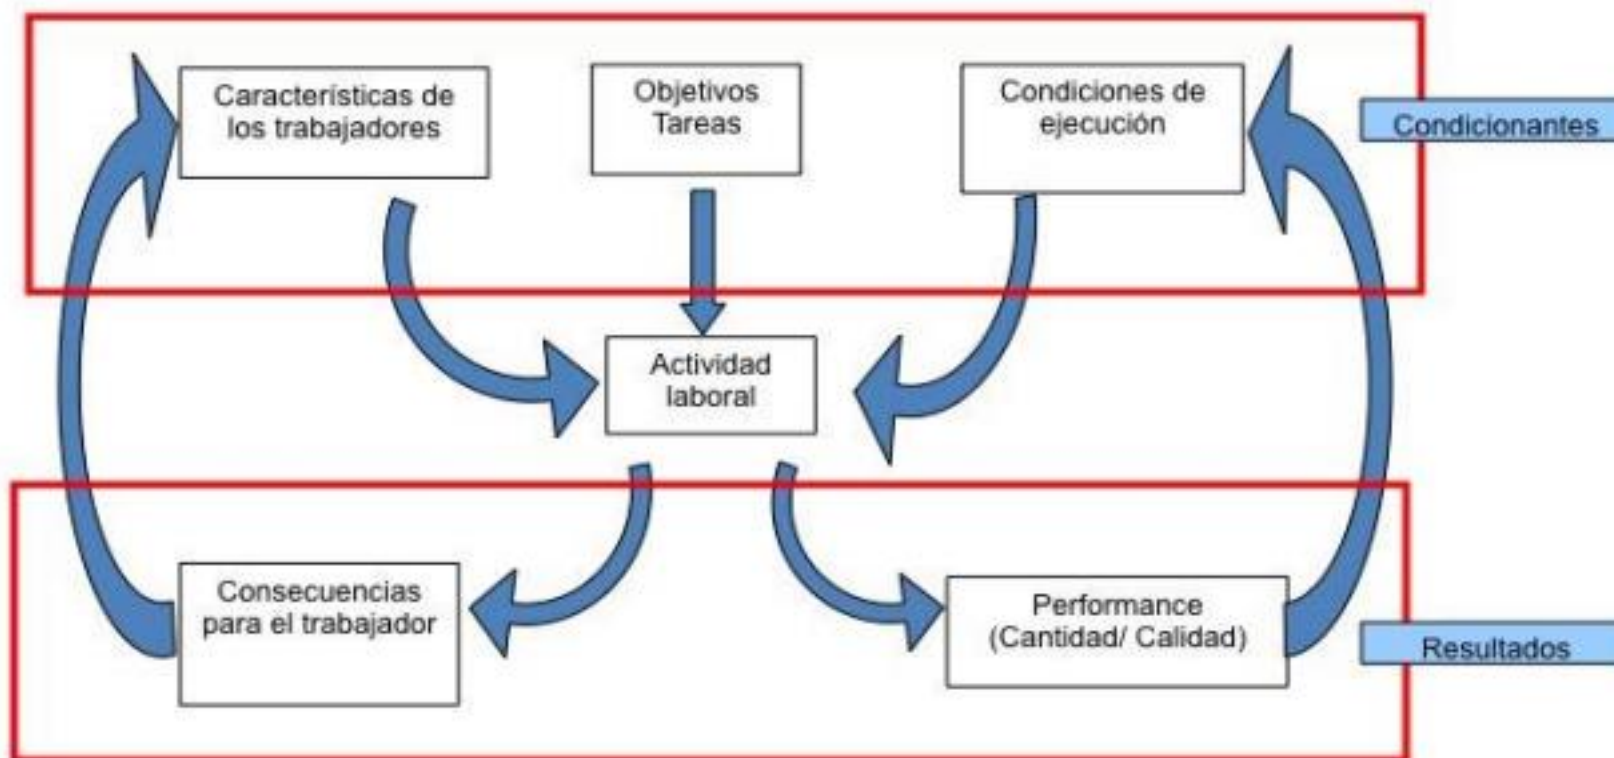 Características de
los trabajadores
Objetivos
Tareas
Condiciones de
ejecución
Condicionantes
Actividad
laboral
Consecuencias
para el trabajador
Performance
(Cantidad/ Calidad)
Resultados